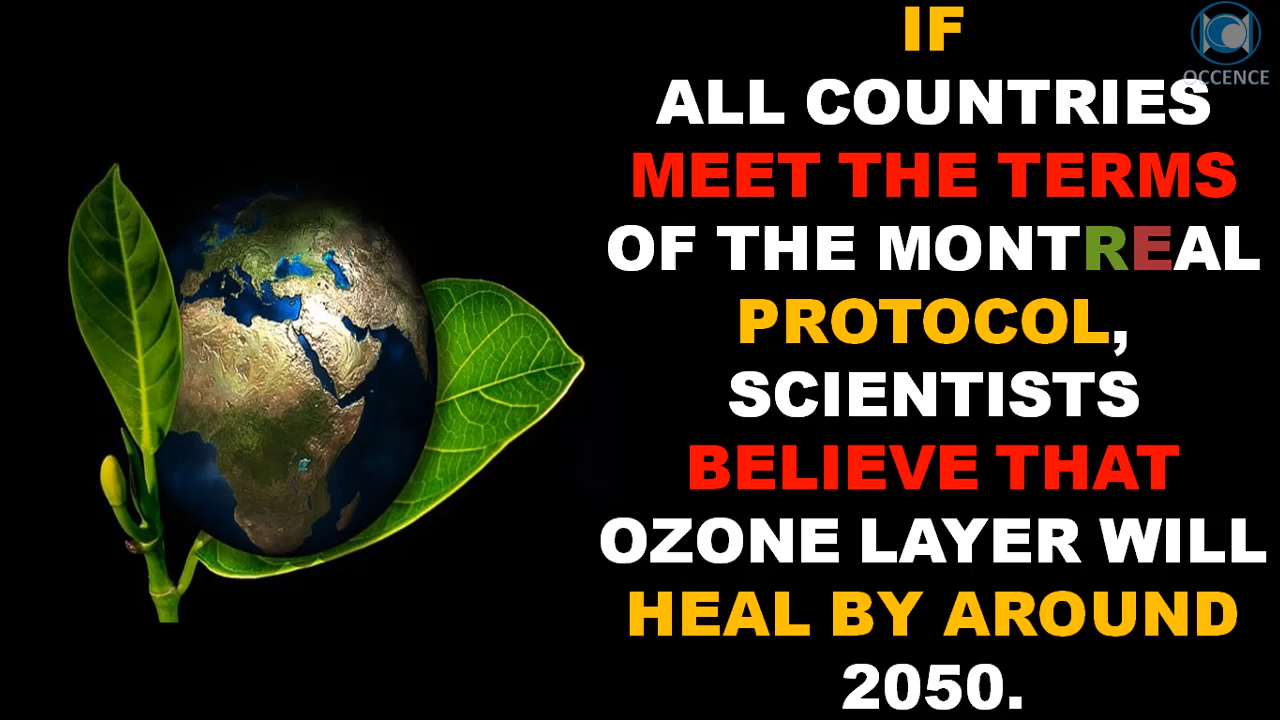 IF
OCCENCE
ALL COUNTRIES
MEET THE TERMS
OF THE MONTREAL
PROTOCOL,
SCIENTISTS
BELIEVE THAT
OZONE LAYER WILL
HEAL BY AROUND
2050.